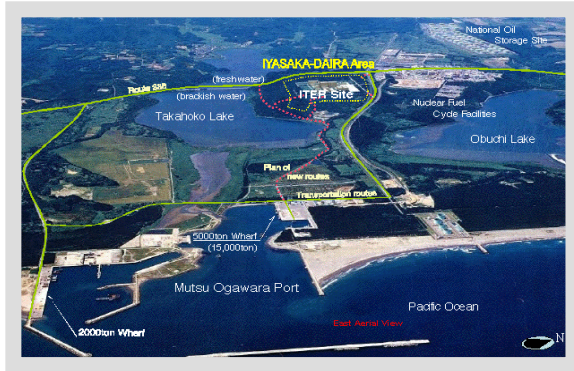 National Oil
Storage Site
IYASAKA-DAIRA Area
(freshwater)
Route 338
(brackish water)
ITER Site
Takahoko Lake
Nuclear Fuel
Cycle Facilities
Obuchi Lake
Plan of
new routes
Transportation routes
5000ton Wharf
(15,000ton)
Mutsu Ogawara Port
Pacific Ocean
East Aerial View
2000ton Wharf
N